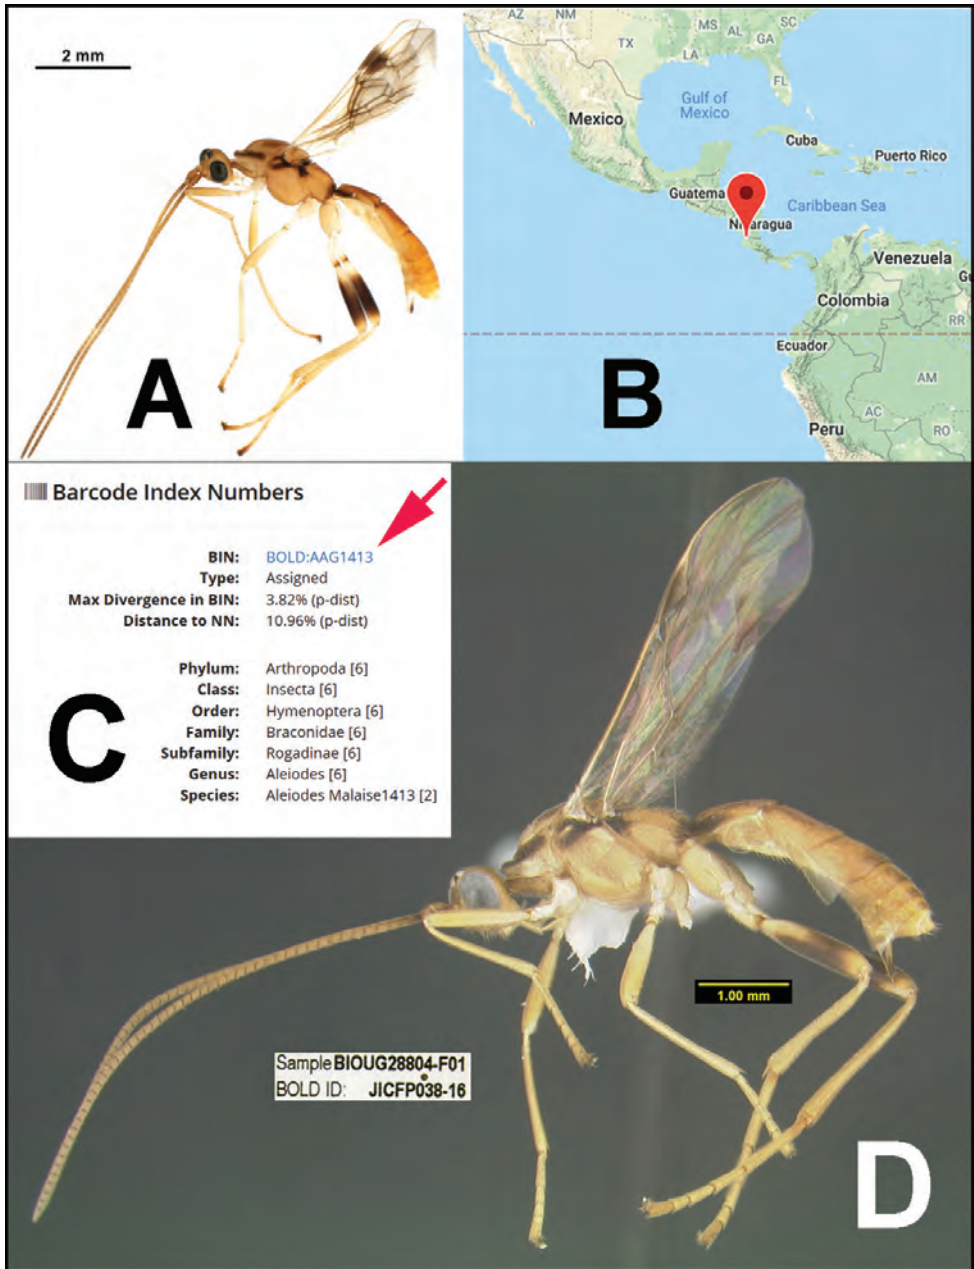 2 mm
A
AZ
NM
TX
MS
AL
SC
GA
LA
FL
Gulf of
Mexico
Mexico
Cuba
Puerto Rico
Guatema
Caribbean Sea
Nicaragua
Venezuela
Gu
Colombia
RR
Ecuador
AM
AC
RO
Peru
B
Barcode Index Numbers
BIN: BOLD:AAG1413
Type: Assigned
Max Divergence in BIN: 3.82% (p-dist)
Distance to NN: 10.96% (p-dist)
Phylum: Arthropoda [6]
Class: Insecta [6]
Order: Hymenoptera [6]
Family: Braconidae [6]
Subfamily: Rogadinae [6]
Genus: Aleiodes [6]
Species: Aleiodes Malaise1413 [2]
C
1.00 mm
Sample BIOUG28804-F01
BOLD ID: JICFP038-16
D